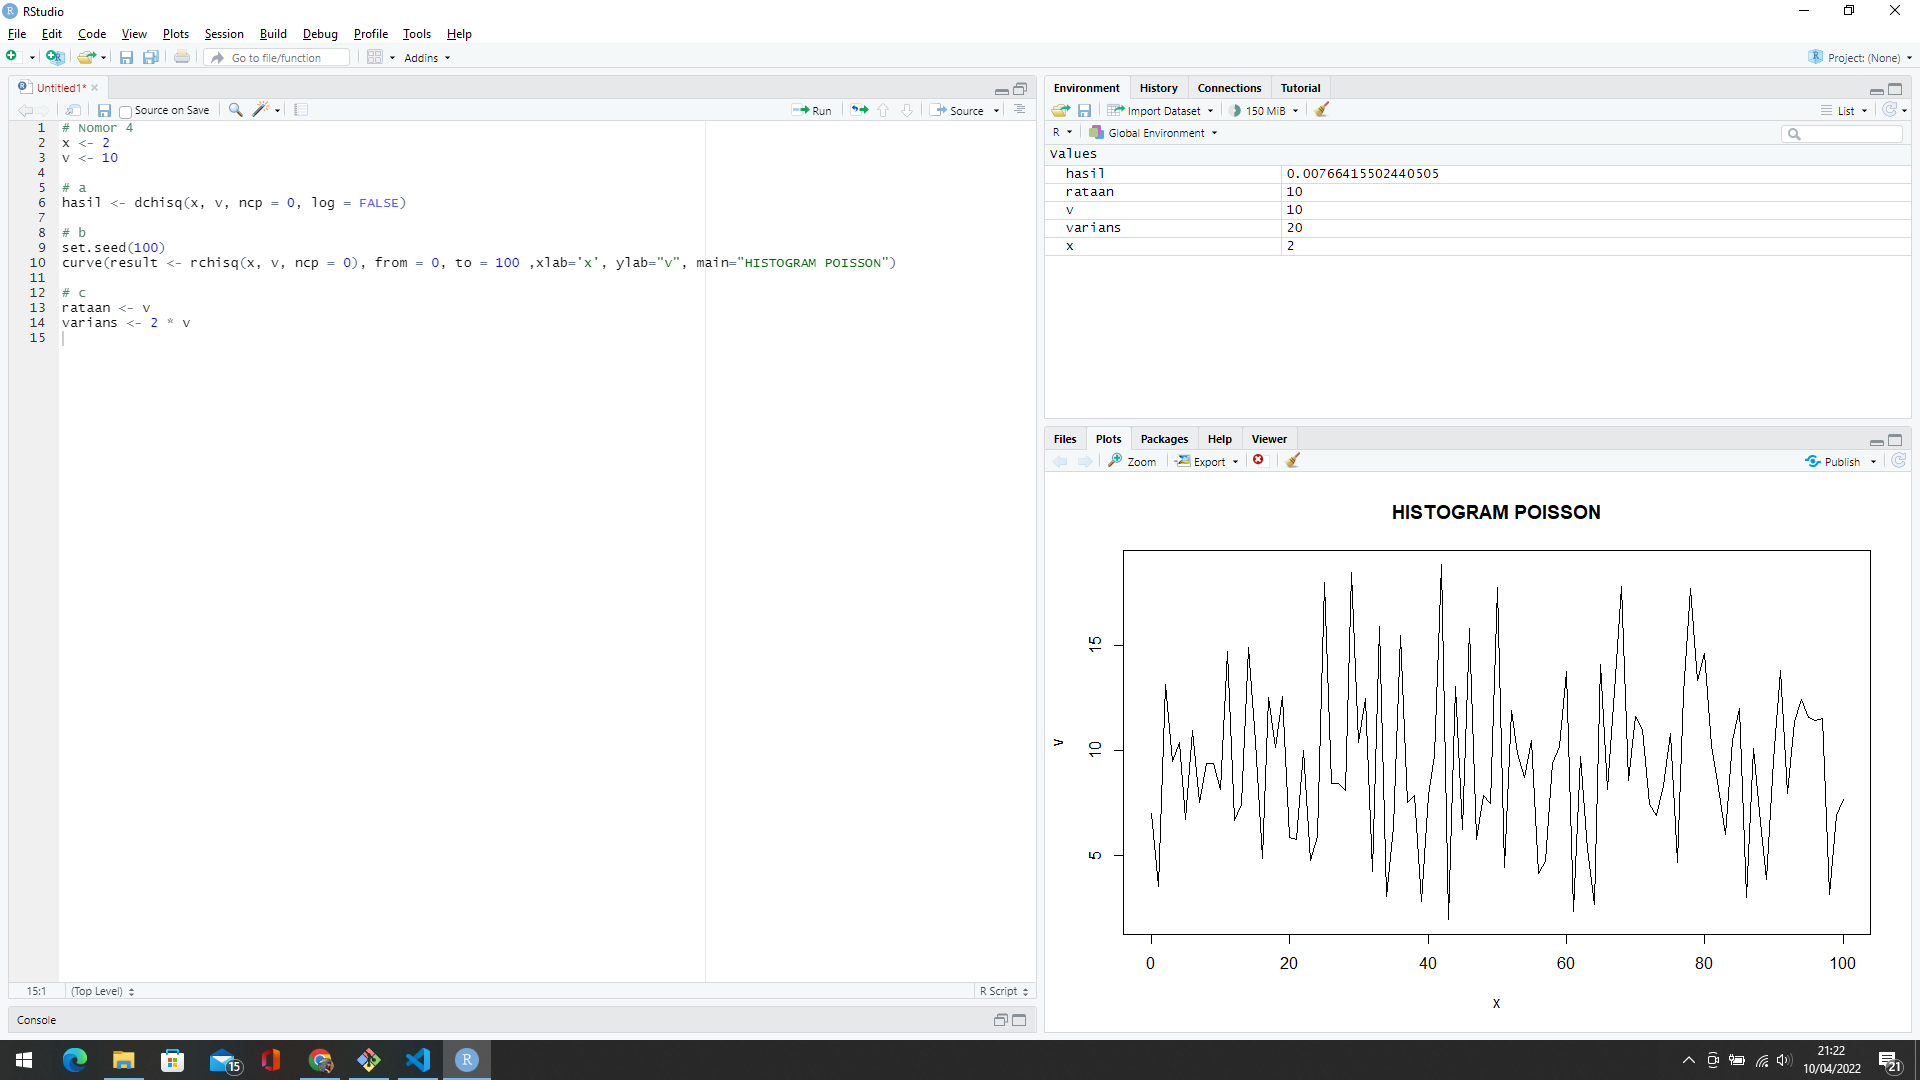 RStudio
File Edit Code View Plots Session Build Debug Profile Tools Help
Go to file/function Addins Project: (None)
Untitled1*
Source on Save Run Source
1 # Nomor 4
2 x <- 2
3 v <- 10
4
5 # a
6 hasil <- dchisq(x, v, ncp = 0, log = FALSE)
7
8 # b
9 set.seed(100)
10 curve(result <- rchisq(x, v, ncp = 0), from = 0, to = 100 ,xlab='x', ylab="v", main="HISTOGRAM POISSON")
11
12 # c
13 rataan <- v
14 varians <- 2 * v
15
15:1 (Top Level) R Script
Console
Environment History Connections Tutorial
Import Dataset 150 MiB List
R Global Environment
Values
hasil 0.00766415502440505
rataan 10
v 10
varians 20
x 2
Files Plots Packages Help Viewer
Zoom Export Publish
HISTOGRAM POISSON
15
10
5
v
0 20 40 60 80 100
x
15
R
21:22
10/04/2022
21